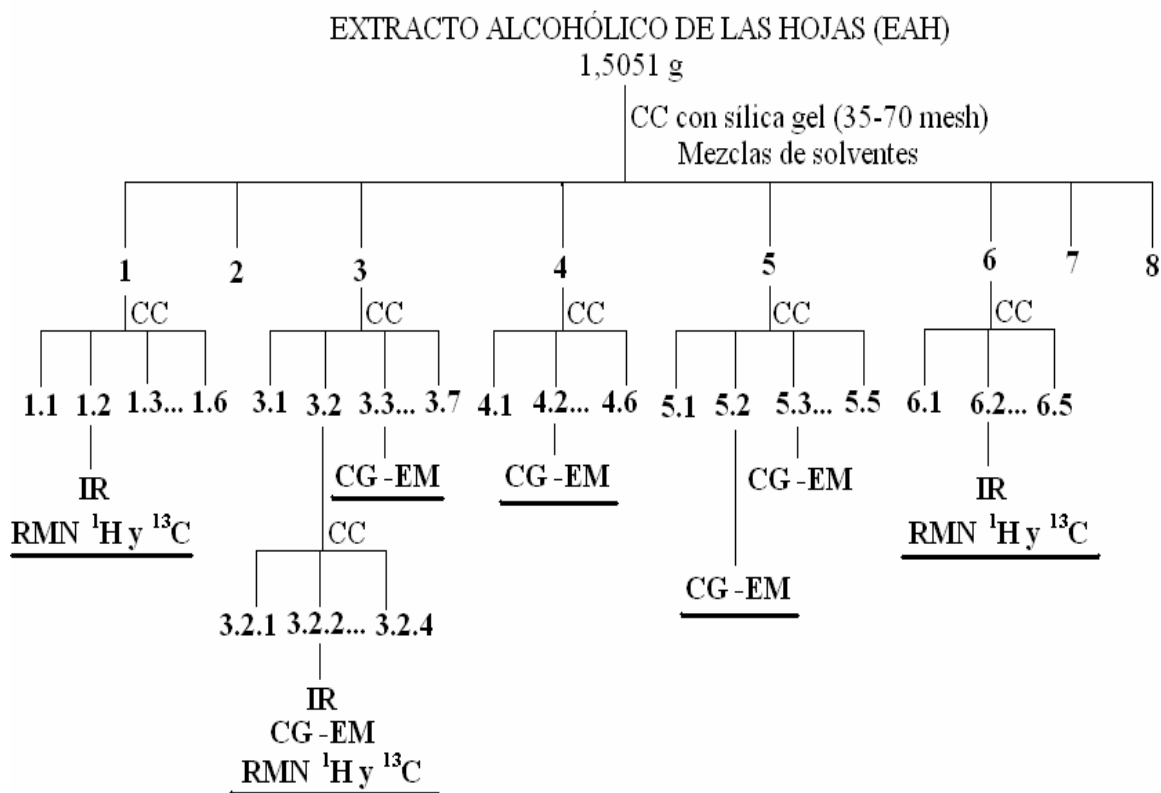 EXTRACTO ALCOHÓLICO DE LAS HOJAS (EAH)
1,5051 g
CC con sílica gel (35-70 mesh)
Mezclas de solventes
1 2 3 4 5 6 7 8
CC CC CC CC CC
1.1 1.2 1.3... 1.6 3.1 3.2 3.3... 3.7 4.1 4.2... 4.6 5.1 5.2 5.3... 5.5 6.1 6.2... 6.5
IR CG -EM CG -EM CG -EM IR
RMN ¹H y ¹³C RMN ¹H y ¹³C
CC
CG -EM
3.2.1 3.2.2... 3.2.4
IR
CG -EM
RMN ¹H y ¹³C